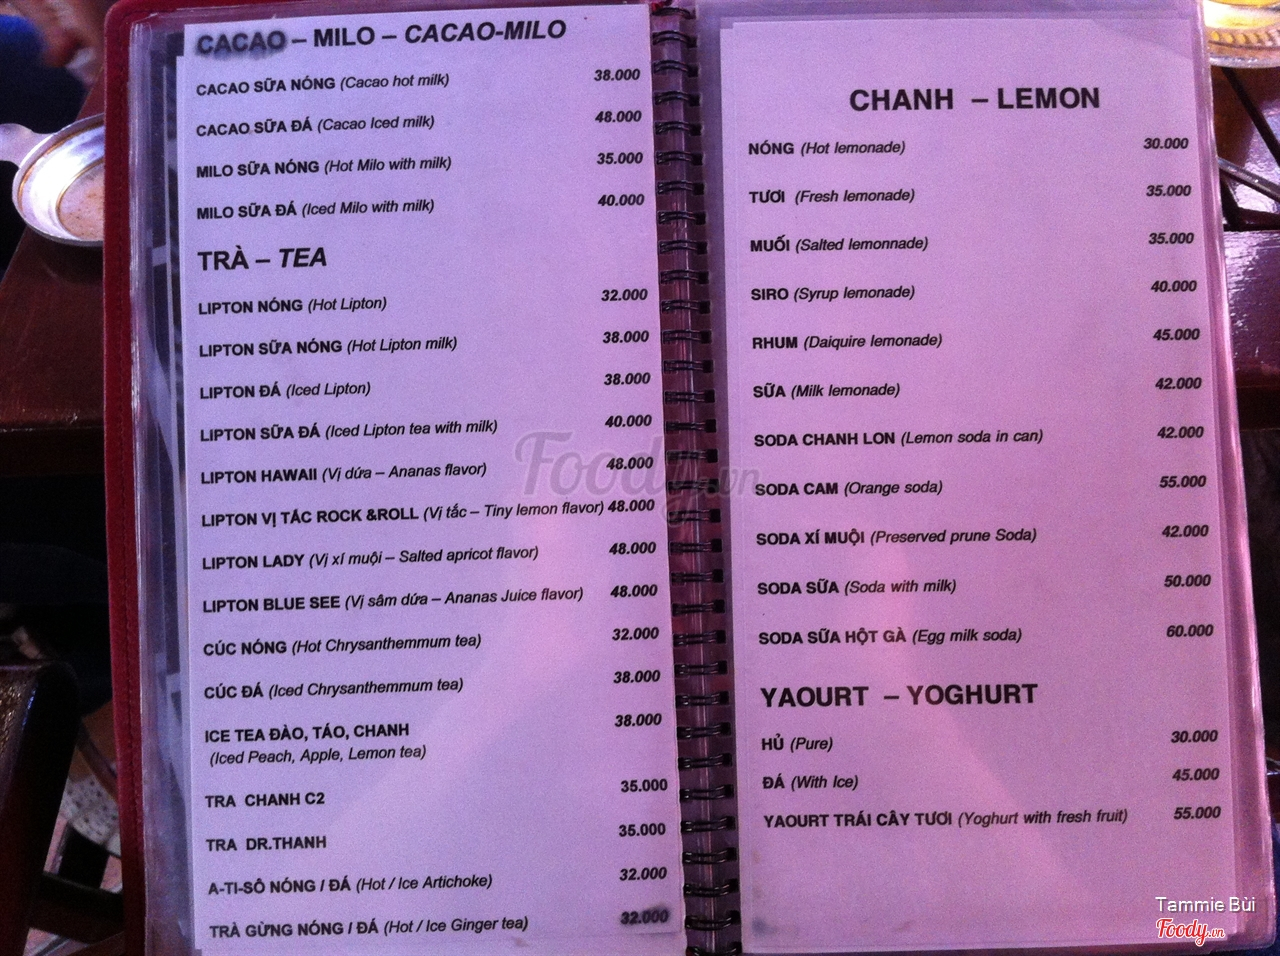 CACAO – MILO – CACAO-MILO
CACAO SỮA NÓNG (Cacao hot milk) 38.000
CACAO SỮA ĐÁ (Cacao Iced milk) 48.000
MILO SỮA NÓNG (Hot Milo with milk) 35.000
MILO SỮA ĐÁ (Iced Milo with milk) 40.000
TRÀ – TEA
LIPTON NÓNG (Hot Lipton) 32.000
LIPTON SỮA NÓNG (Hot Lipton milk) 38.000
LIPTON ĐÁ (Iced Lipton) 38.000
LIPTON SỮA ĐÁ (Iced Lipton tea with milk) 40.000
LIPTON HAWAII (Vị dứa – Ananas flavor) 48.000
LIPTON VỊ TẮC ROCK &ROLL (Vị tắc – Tiny lemon flavor) 48.000
LIPTON LADY (Vị xí muội – Salted apricot flavor) 48.000
LIPTON BLUE SEE (Vị sâm dứa – Ananas Juice flavor) 48.000
CÚC NÓNG (Hot Chrysanthemmum tea) 32.000
CÚC ĐÁ (Iced Chrysanthemmum tea) 38.000
ICE TEA ĐÀO, TÁO, CHANH 38.000
(Iced Peach, Apple, Lemon tea)
TRA CHANH C2 35.000
TRA DR.THANH 35.000
A-TI-SÔ NÓNG / ĐÁ (Hot / Ice Artichoke) 32.000
TRÀ GỪNG NÓNG / ĐÁ (Hot / Ice Ginger tea) 32.000
CHANH – LEMON
NÓNG (Hot lemonade) 30.000
TƯƠI (Fresh lemonade) 35.000
MUỐI (Salted lemonnade) 35.000
SIRO (Syrup lemonade) 40.000
RHUM (Daiquire lemonade) 45.000
SỮA (Milk lemonade) 42.000
SODA CHANH LON (Lemon soda in can) 42.000
SODA CAM (Orange soda) 55.000
SODA XÍ MUỘI (Preserved prune Soda) 42.000
SODA SỮA (Soda with milk) 50.000
SODA SỮA HỘT GÀ (Egg milk soda) 60.000
YAOURT – YOGHURT
HỦ (Pure) 30.000
ĐÁ (With Ice) 45.000
YAOURT TRÁI CÂY TƯƠI (Yoghurt with fresh fruit) 55.000
Foody.vn
Tammie Bùi
Foody.vn